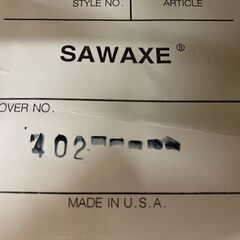 STYLE NO. ARTICLE
SAWAXE ®
OVER NO.
402-----
MADE IN U.S.A.